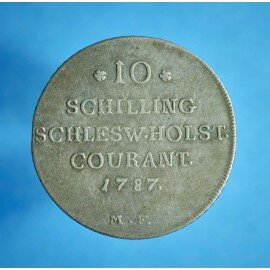 10
SCHILLING
SCHLESW.HOLST.
COURANT.
1787.
M.F.